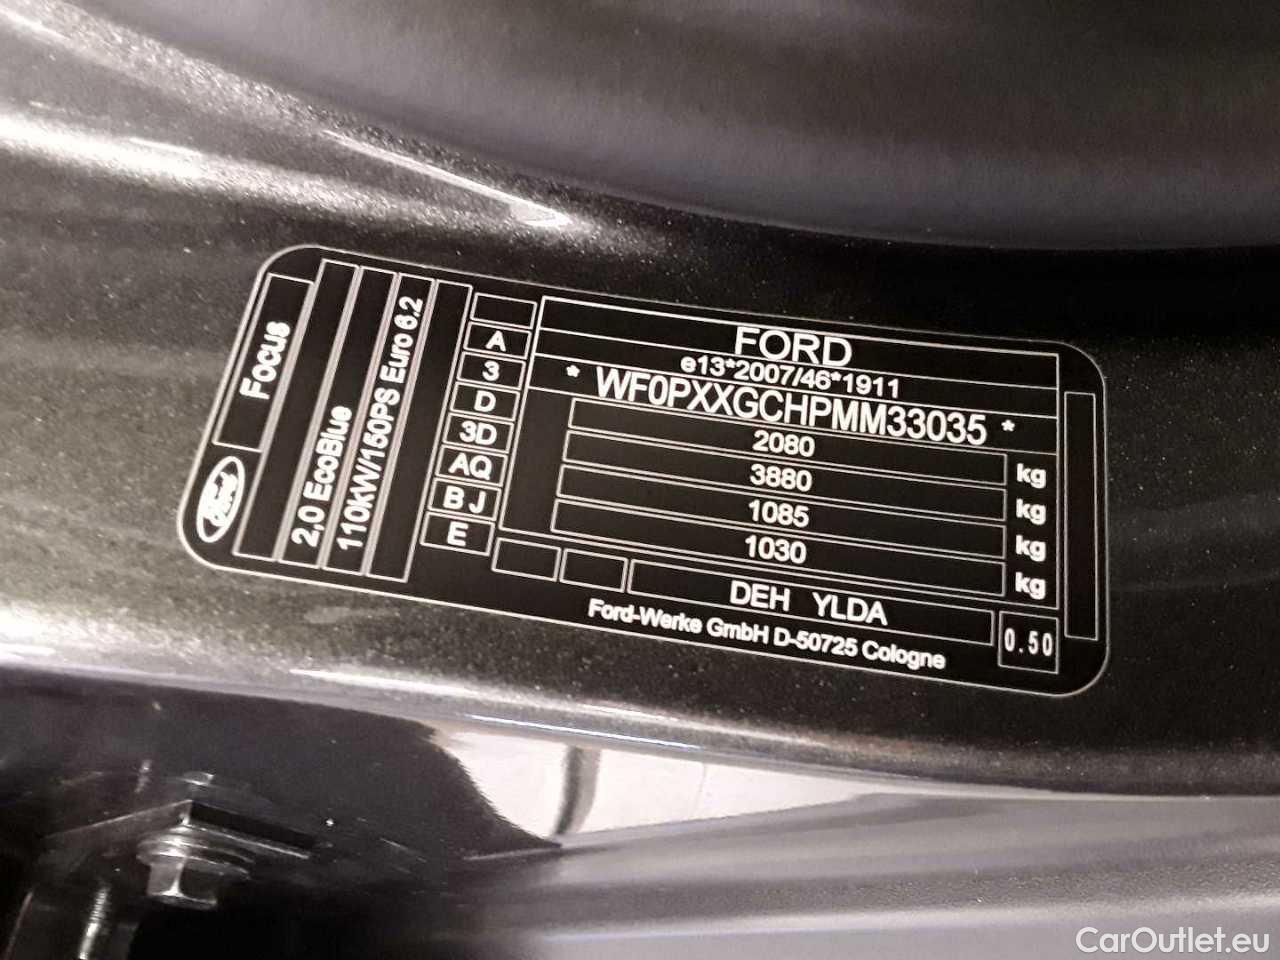 FORD
e13*2007/46*1911
* WF0PXXGCHPMM33035 *
2080 kg
3880 kg
1085 kg
1030 kg
DEH YLDA
0.50
Ford-Werke GmbH D-50725 Cologne
A
3
D
3D
AQ
B J
E
Focus
2,0 EcoBlue
110kW/150PS Euro 6,2
Ford
CarOutlet.eu